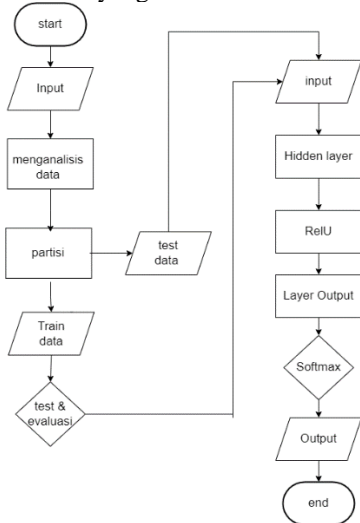 start
Input
menganalisis
data
partisi
test
data
Train
data
test &
evaluasi
input
Hidden layer
RelU
Layer Output
Softmax
Output
end